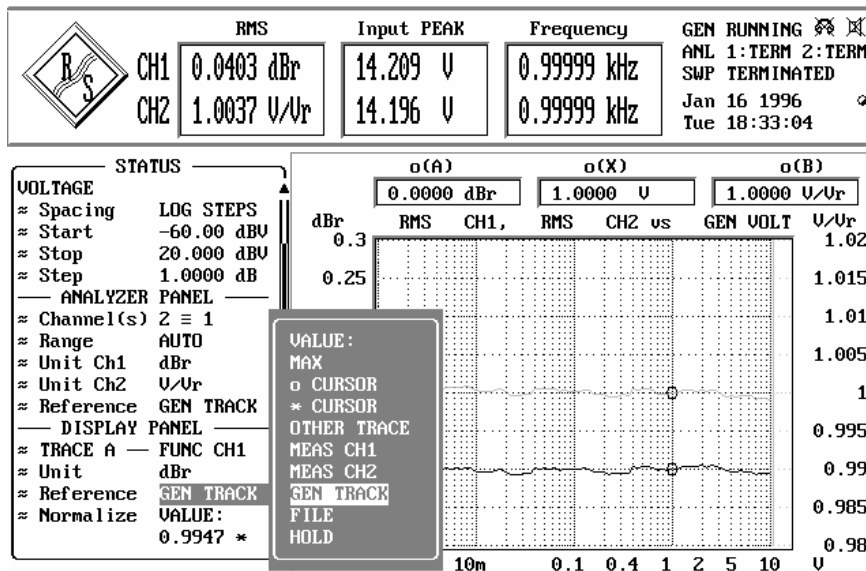 RMS Input PEAK Frequency GEN RUNNING
R S
CH1 0.0403 dBr 14.209 V 0.99999 kHz ANL 1:TERM 2:TERM
SWP TERMINATED
CH2 1.0037 V/Vr 14.196 V 0.99999 kHz Jan 16 1996
Tue 18:33:04
STATUS
VOLTAGE
≈ Spacing LOG STEPS
≈ Start -60.00 dBV
≈ Stop 20.000 dBV
≈ Step 1.0000 dB
ANALYZER PANEL
≈ Channel(s) 2 ≡ 1
≈ Range AUTO
≈ Unit Ch1 dBr
≈ Unit Ch2 V/Vr
≈ Reference GEN TRACK
DISPLAY PANEL
≈ TRACE A — FUNC CH1
≈ Unit dBr
≈ Reference GEN TRACK
≈ Normalize VALUE:
0.9947 *
VALUE:
MAX
o CURSOR
* CURSOR
OTHER TRACE
MEAS CH1
MEAS CH2
GEN TRACK
FILE
HOLD
o(A) o(X) o(B)
0.0000 dBr 1.0000 V 1.0000 V/Vr
dBr RMS CH1, RMS CH2 vs GEN VOLT V/Vr
0.3 1.02
0.25 1.015
1.01
1.005
1
0.995
0.99
0.985
0.98
10m 0.1 0.4 1 2 5 10 V